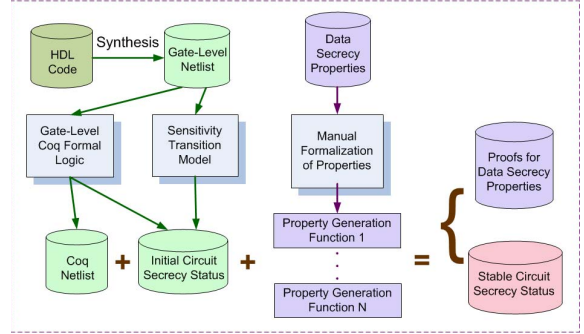 HDL
Code
Synthesis
Gate-Level
Netlist
Data
Secrecy
Properties
Gate-Level
Coq Formal
Logic
Sensitivity
Transition
Model
Manual
Formalization
of Properties
Proofs for
Data Secrecy
Properties
Coq
Netlist
+
Initial Circuit
Secrecy Status
+
Property Generation
Function 1
Property Generation
Function N
=
{
Stable Circuit
Secrecy Status